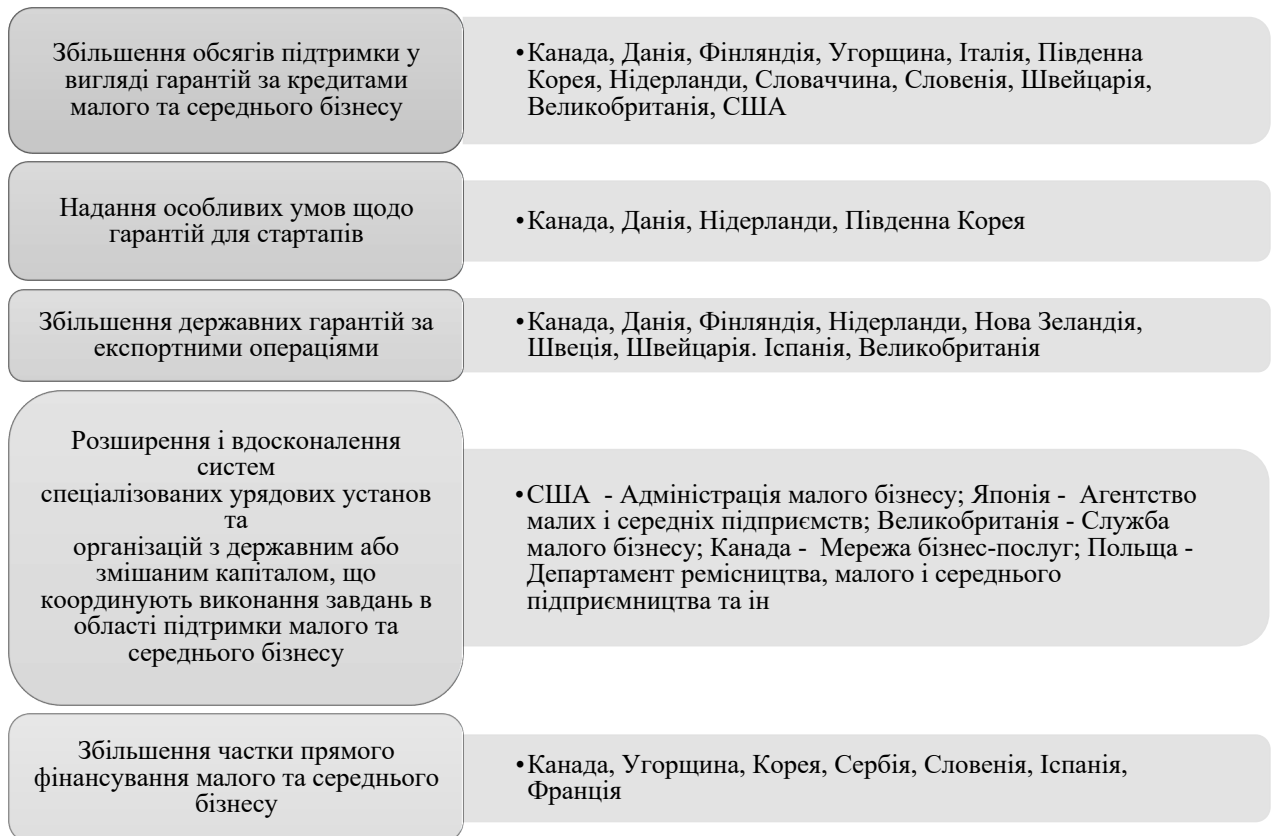 Збільшення обсягів підтримки у
вигляді гарантій за кредитами
малого та середнього бізнесу
•Канада, Данія, Фінляндія, Угорщина, Італія, Південна
Корея, Нідерланди, Словаччина, Словенія, Швейцарія,
Великобританія, США
Надання особливих умов щодо
гарантій для стартапів
•Канада, Данія, Нідерланди, Південна Корея
Збільшення державних гарантій за
експортними операціями
•Канада, Данія, Фінляндія, Нідерланди, Нова Зеландія,
Швеція, Швейцарія. Іспанія, Великобританія
Розширення і вдосконалення
систем
спеціалізованих урядових установ
та
організацій з державним або
змішаним капіталом, що
координують виконання завдань в
області підтримки малого та
середнього бізнесу
•США - Адміністрація малого бізнесу; Японія - Агентство
малих і середніх підприємств; Великобританія - Служба
малого бізнесу; Канада - Мережа бізнес-послуг; Польща -
Департамент ремісництва, малого і середнього
підприємництва та ін
Збільшення частки прямого
фінансування малого та середнього
бізнесу
•Канада, Угорщина, Корея, Сербія, Словенія, Іспанія,
Франція